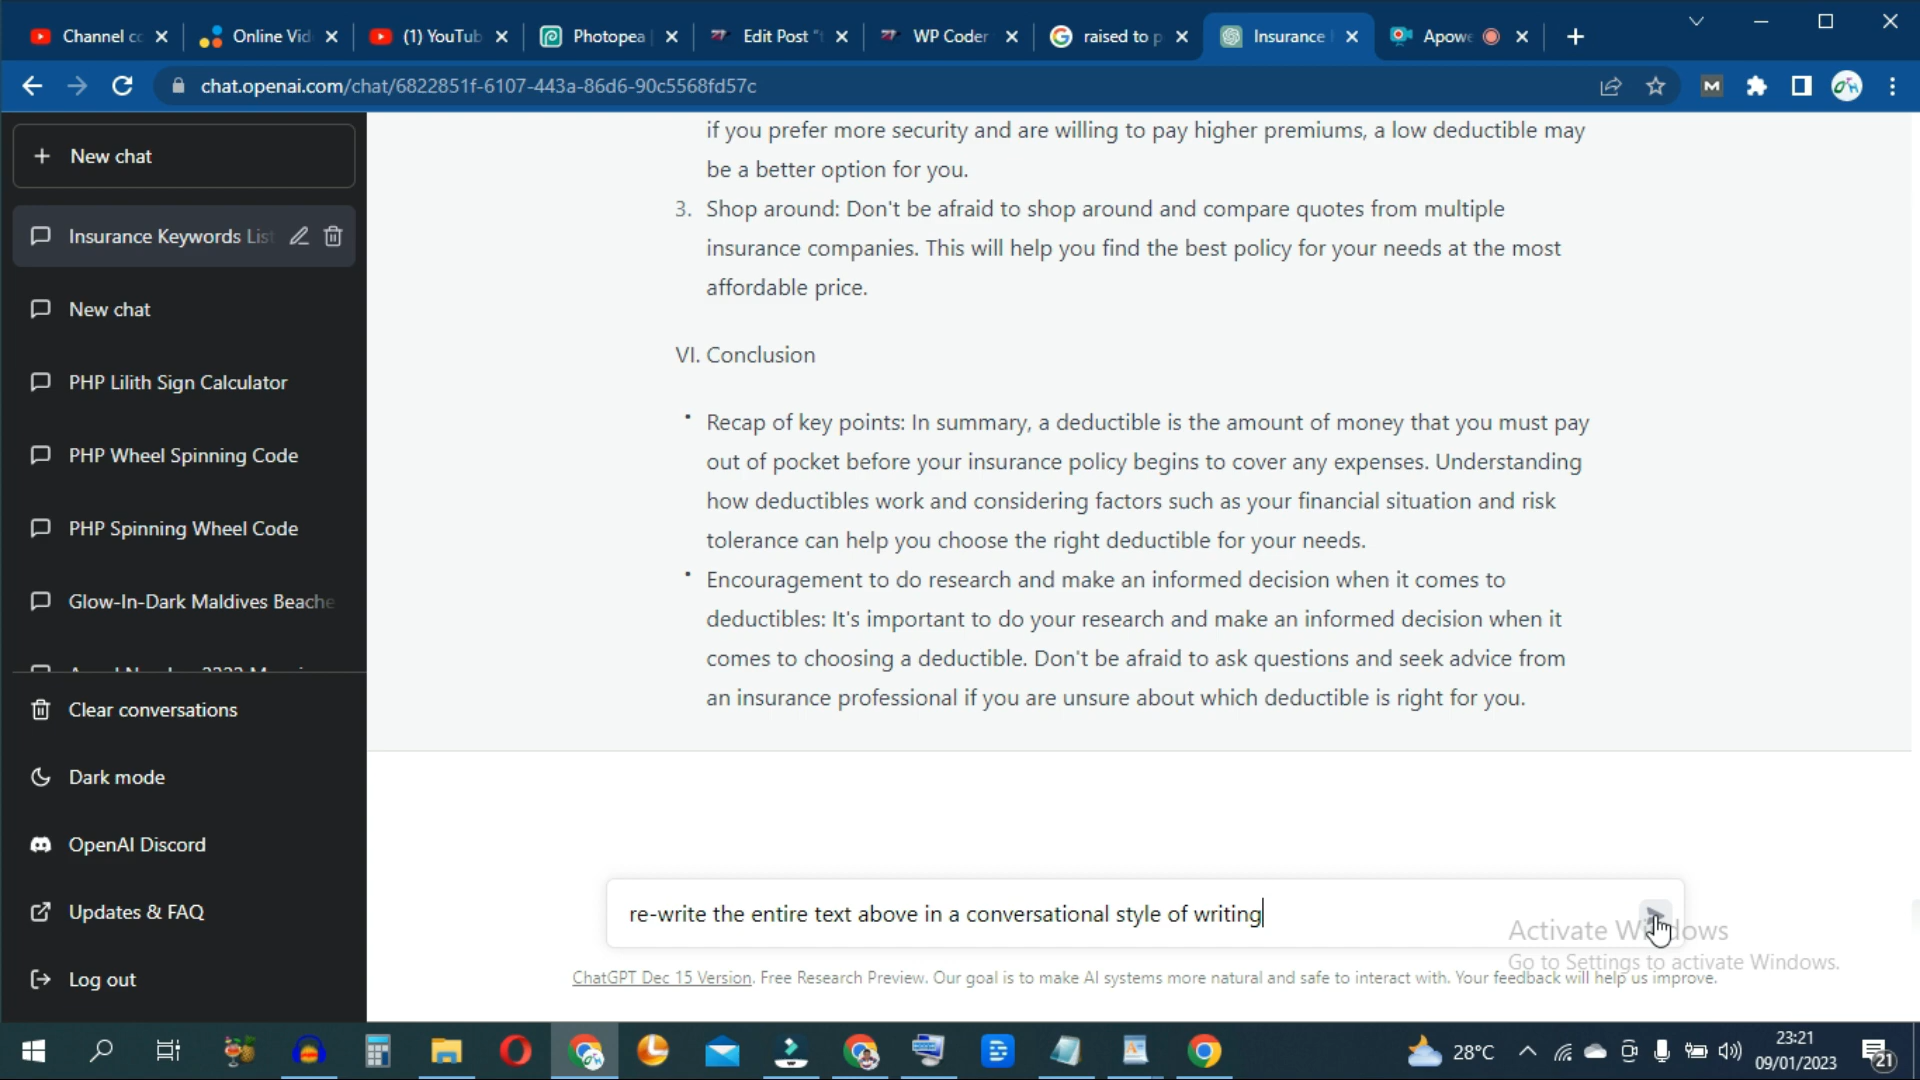 Channel c
Online Vid
(1) YouTub
Photopea
Edit Post "
WP Coder
raised to p
Insurance
Apowe
chat.openai.com/chat/6822851f-6107-443a-86d6-90c5568fd57c
M
New chat
Insurance Keywords List
New chat
PHP Lilith Sign Calculator
PHP Wheel Spinning Code
PHP Spinning Wheel Code
Glow-In-Dark Maldives Beache
Clear conversations
Dark mode
OpenAI Discord
Updates & FAQ
Log out
if you prefer more security and are willing to pay higher premiums, a low deductible may
be a better option for you.
3. Shop around: Don't be afraid to shop around and compare quotes from multiple
insurance companies. This will help you find the best policy for your needs at the most
affordable price.
VI. Conclusion
• Recap of key points: In summary, a deductible is the amount of money that you must pay
out of pocket before your insurance policy begins to cover any expenses. Understanding
how deductibles work and considering factors such as your financial situation and risk
tolerance can help you choose the right deductible for your needs.
• Encouragement to do research and make an informed decision when it comes to
deductibles: It's important to do your research and make an informed decision when it
comes to choosing a deductible. Don't be afraid to ask questions and seek advice from
an insurance professional if you are unsure about which deductible is right for you.
re-write the entire text above in a conversational style of writing
Activate Windows
Go to Settings to activate Windows.
ChatGPT Dec 15 Version. Free Research Preview. Our goal is to make AI systems more natural and safe to interact with. Your feedback will help us improve.
28°C
23:21
09/01/2023
21